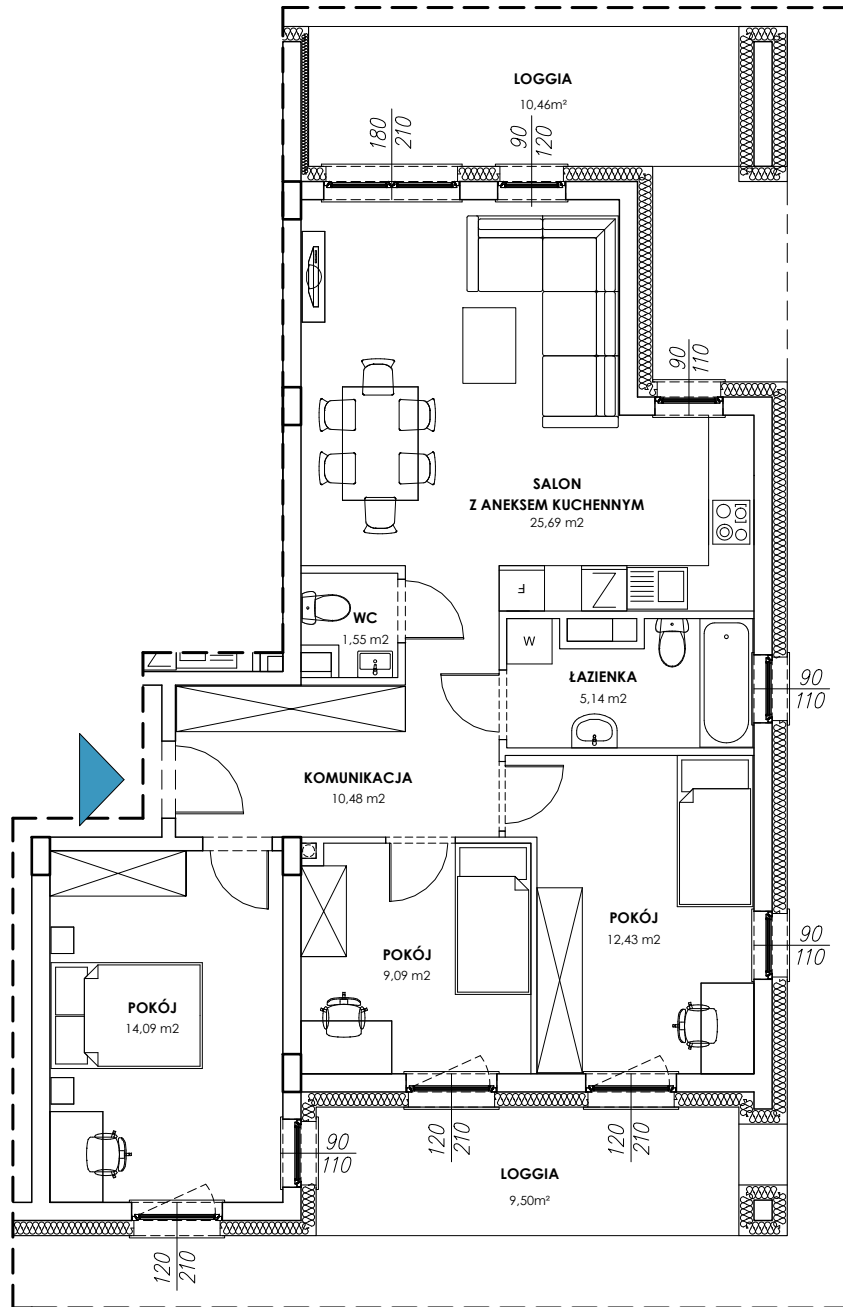 LOGGIA
10,46m²
180
210
90
120
90
110
SALON
Z ANEKSEM KUCHENNYM
25,69 m2
F
Z
WC
1,55 m2
W
ŁAZIENKA
5,14 m2
90
110
KOMUNIKACJA
10,48 m2
POKÓJ
12,43 m2
90
110
POKÓJ
9,09 m2
POKÓJ
14,09 m2
90
110
120
210
120
210
LOGGIA
9,50m²
120
210